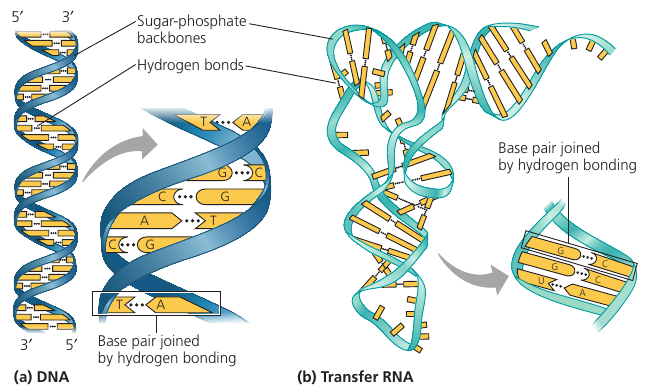 5′ 3′
Sugar-phosphate
backbones
Hydrogen bonds
T A
G C
C G
A T
C G
T A
Base pair joined
by hydrogen bonding
3′ 5′
(a) DNA
Base pair joined
by hydrogen bonding
G C
G C
U A
(b) Transfer RNA